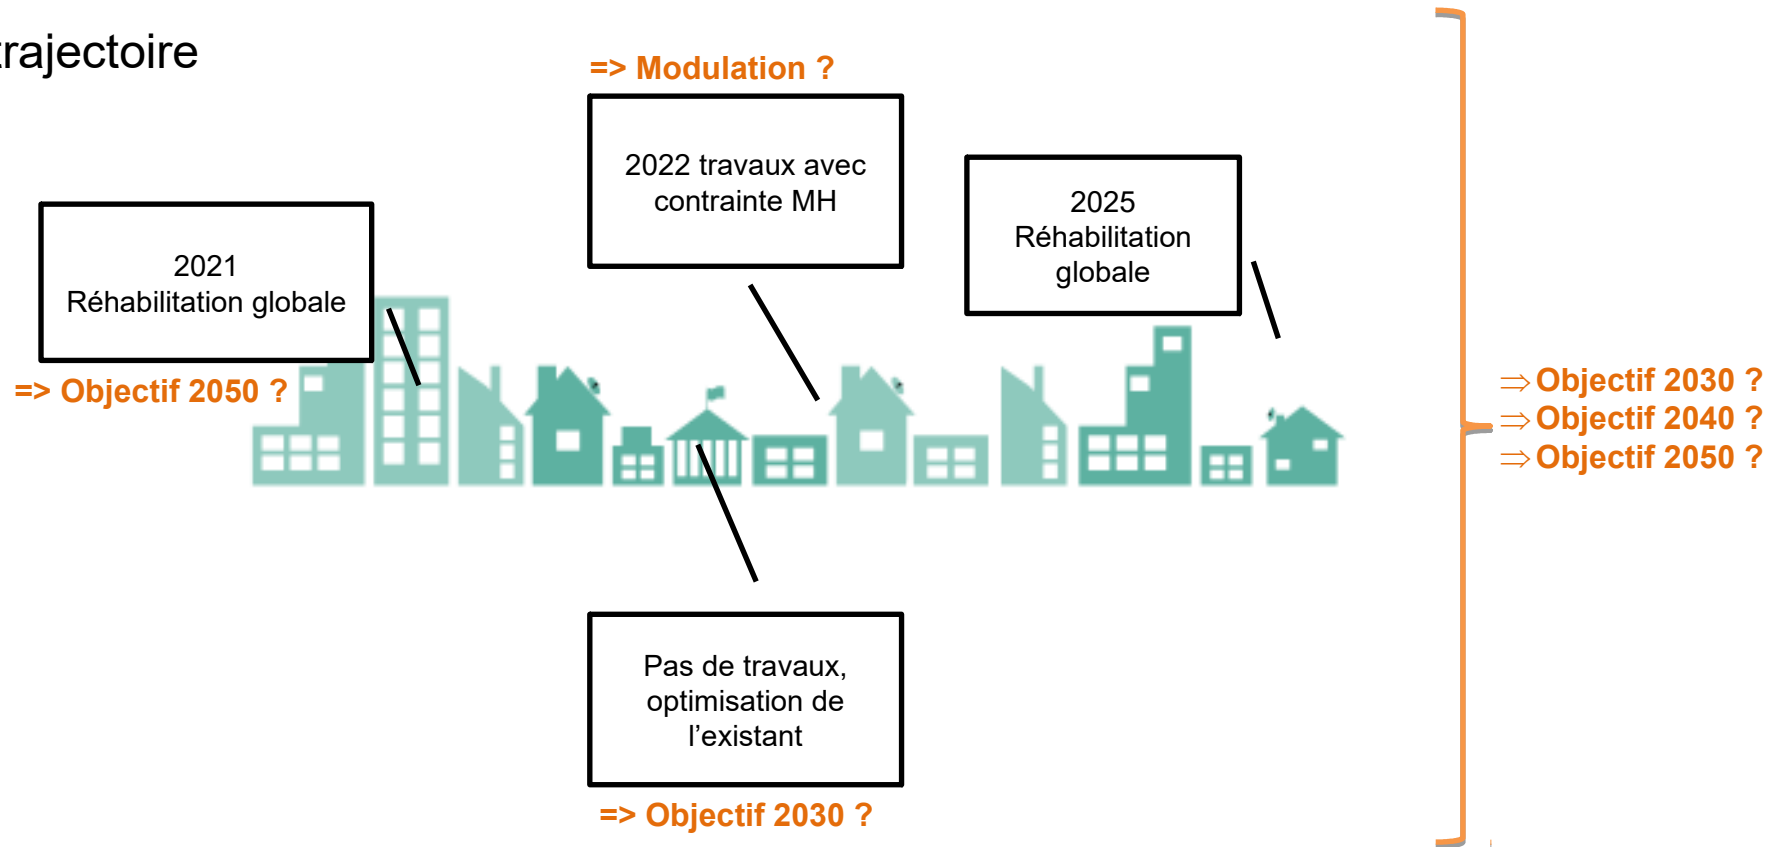 trajectoire
=> Modulation ?
2022 travaux avec
contrainte MH
2025
Réhabilitation
globale
2021
Réhabilitation globale
=> Objectif 2050 ?
⇒ Objectif 2030 ?
⇒ Objectif 2040 ?
⇒ Objectif 2050 ?
Pas de travaux,
optimisation de
l’existant
=> Objectif 2030 ?